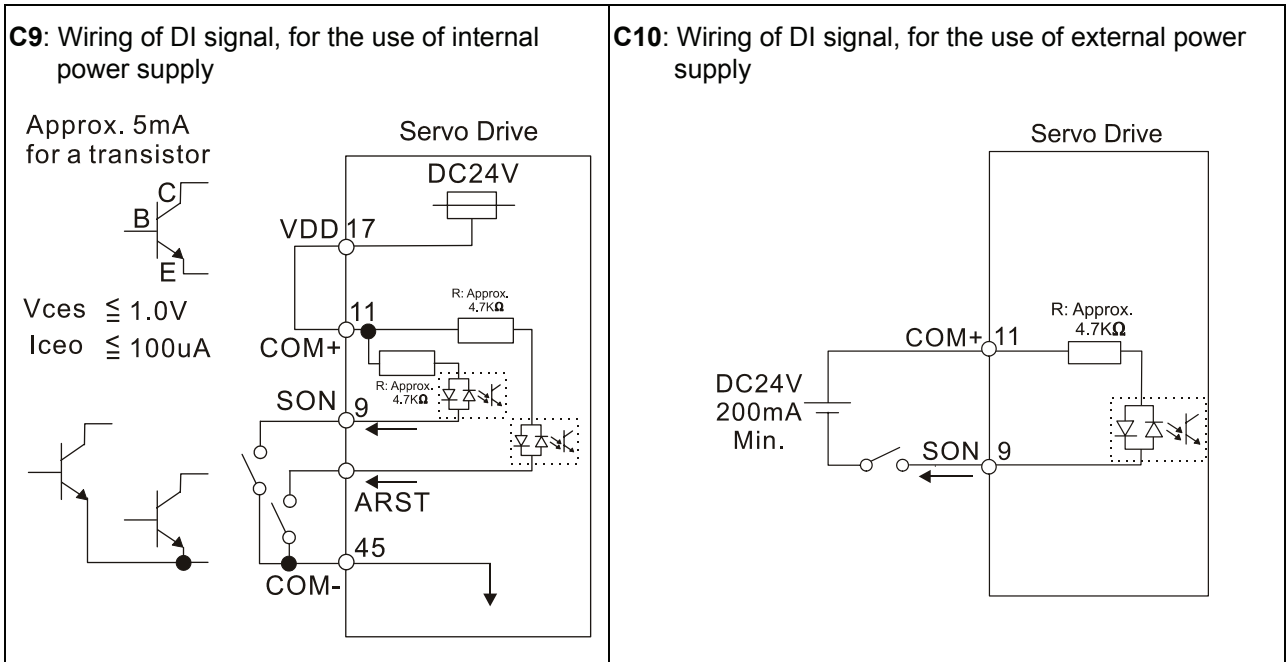 C9: Wiring of DI signal, for the use of internal
power supply
Approx. 5mA
for a transistor
C
B
E
Vces ≦ 1.0V
Iceo ≦ 100uA
Servo Drive
DC24V
VDD 17
11
COM+
R: Approx.
4.7KΩ
R: Approx.
4.7KΩ
SON 9
ARST
45
COM-
C10: Wiring of DI signal, for the use of external power
supply
Servo Drive
R: Approx.
4.7KΩ
COM+ 11
DC24V
200mA
Min.
SON 9